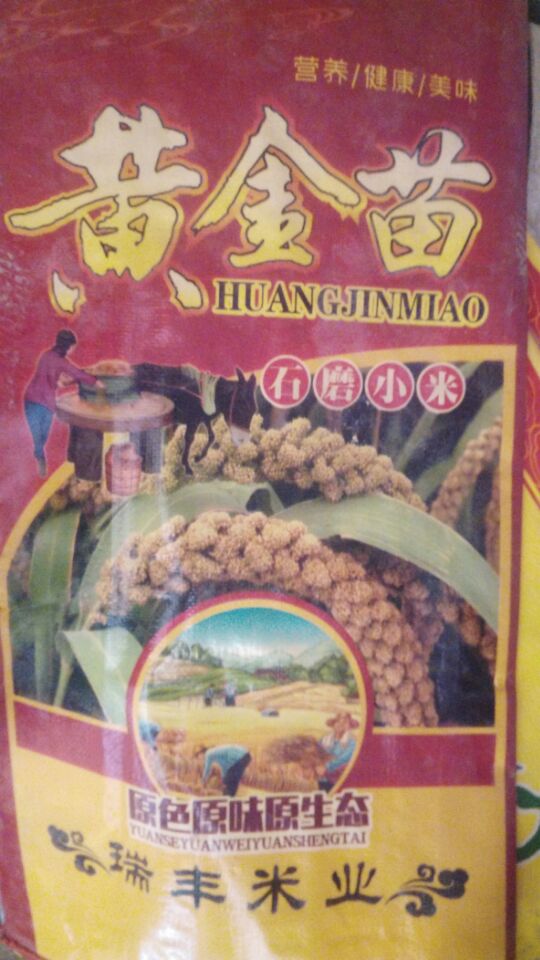 营养/健康/美味
黄金苗
HUANGJINMIAO
石磨小米
原色原味原生态
YUANSEYUANWEIYUANSHENGTAI
瑞丰米业